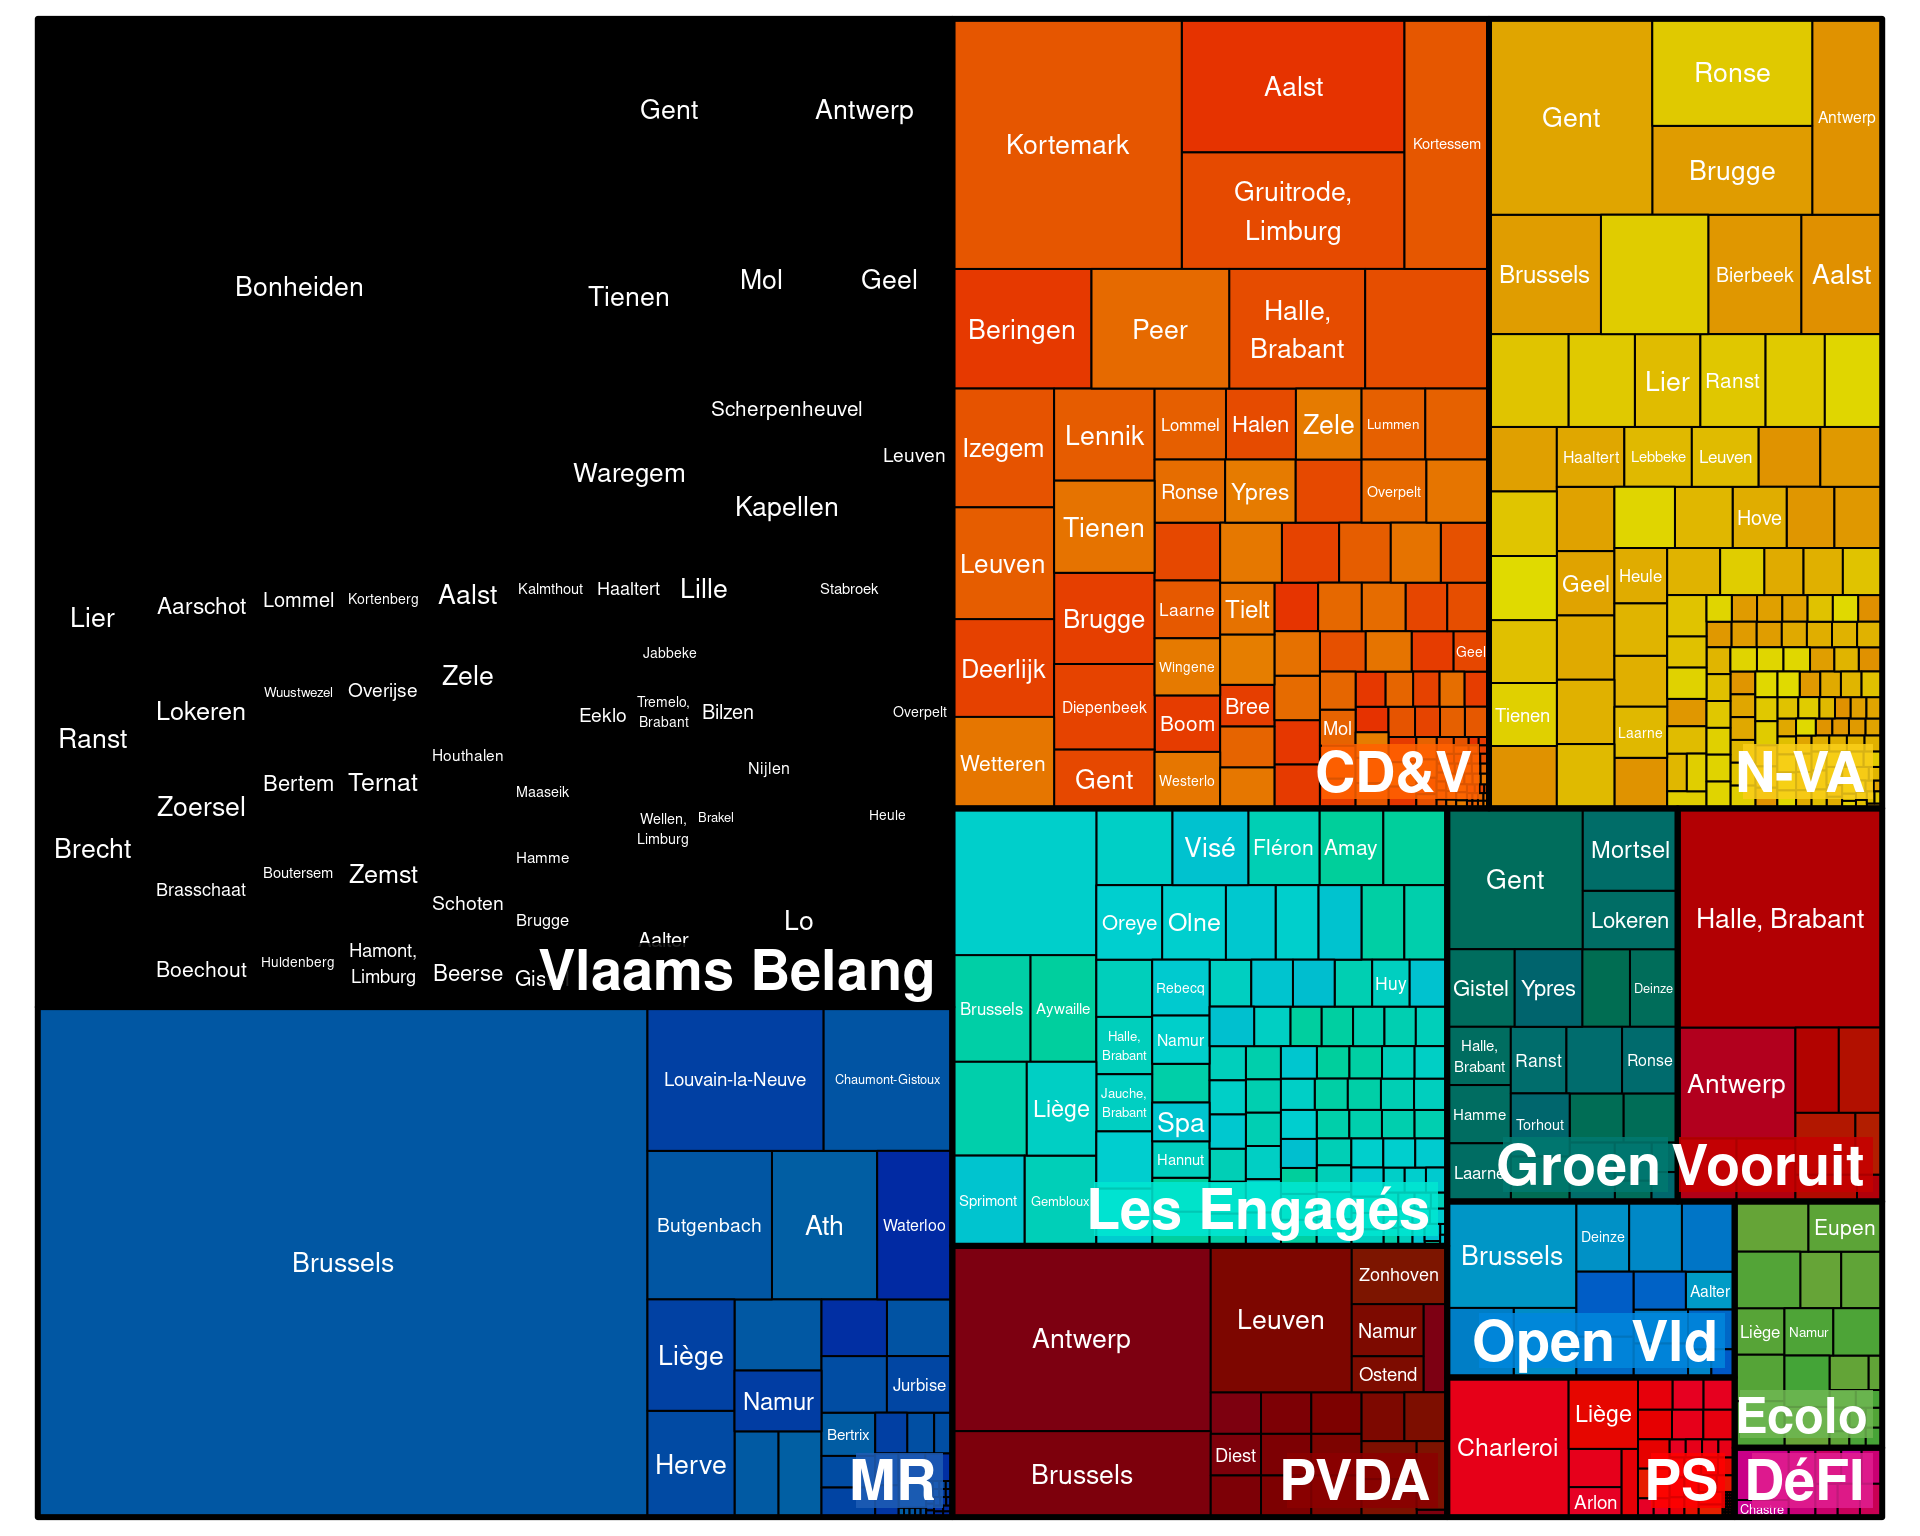 Gent
Antwerp
Bonheiden
Tienen
Mol
Geel
Scherpenheuvel
Leuven
Waregem
Kapellen
Lier
Aarschot
Lommel
Kortenberg
Aalst
Kalmthout
Haaltert
Lille
Stabroek
Jabbeke
Zele
Wuustwezel
Overijse
Lokeren
Eeklo
Tremelo,
Brabant
Bilzen
Overpelt
Ranst
Houthalen
Nijlen
Bertem
Ternat
Maaseik
Zoersel
Wellen,
Limburg
Brakel
Heule
Brecht
Hamme
Boutersem
Zemst
Brasschaat
Schoten
Brugge
Lo
Aalter
Boechout
Huldenberg
Hamont,
Limburg
Beerse
Gis
Vlaams Belang
Kortemark
Aalst
Kortessem
Gruitrode,
Limburg
Beringen
Peer
Halle,
Brabant
Izegem
Lennik
Lommel
Halen
Zele
Lummen
Ronse
Ypres
Overpelt
Leuven
Tienen
Brugge
Laarne
Tielt
Geel
Deerlijk
Wingene
Diepenbeek
Boom
Bree
Mol
Wetteren
Gent
Westerlo
CD&V
Gent
Ronse
Antwerp
Brugge
Brussels
Bierbeek
Aalst
Lier
Ranst
Haaltert
Lebbeke
Leuven
Hove
Geel
Heule
Tienen
Laarne
N-VA
Visé
Fléron
Amay
Oreye
Olne
Brussels
Aywaille
Rebecq
Huy
Halle,
Brabant
Namur
Liège
Jauche,
Brabant
Spa
Hannut
Sprimont
Gembloux
Les Engagés
Gent
Mortsel
Lokeren
Gistel
Ypres
Deinze
Halle,
Brabant
Ranst
Ronse
Hamme
Torhout
Laarne
Groen
Halle, Brabant
Antwerp
Vooruit
Brussels
Louvain-la-Neuve
Chaumont-Gistoux
Butgenbach
Ath
Waterloo
Liège
Namur
Jurbise
Herve
Bertrix
MR
Antwerp
Leuven
Zonhoven
Namur
Ostend
Brussels
Diest
PVDA
Brussels
Deinze
Aalter
Open Vld
Eupen
Liège
Namur
Ecolo
Charleroi
Liège
Arlon
PS
DéFI
Chastre